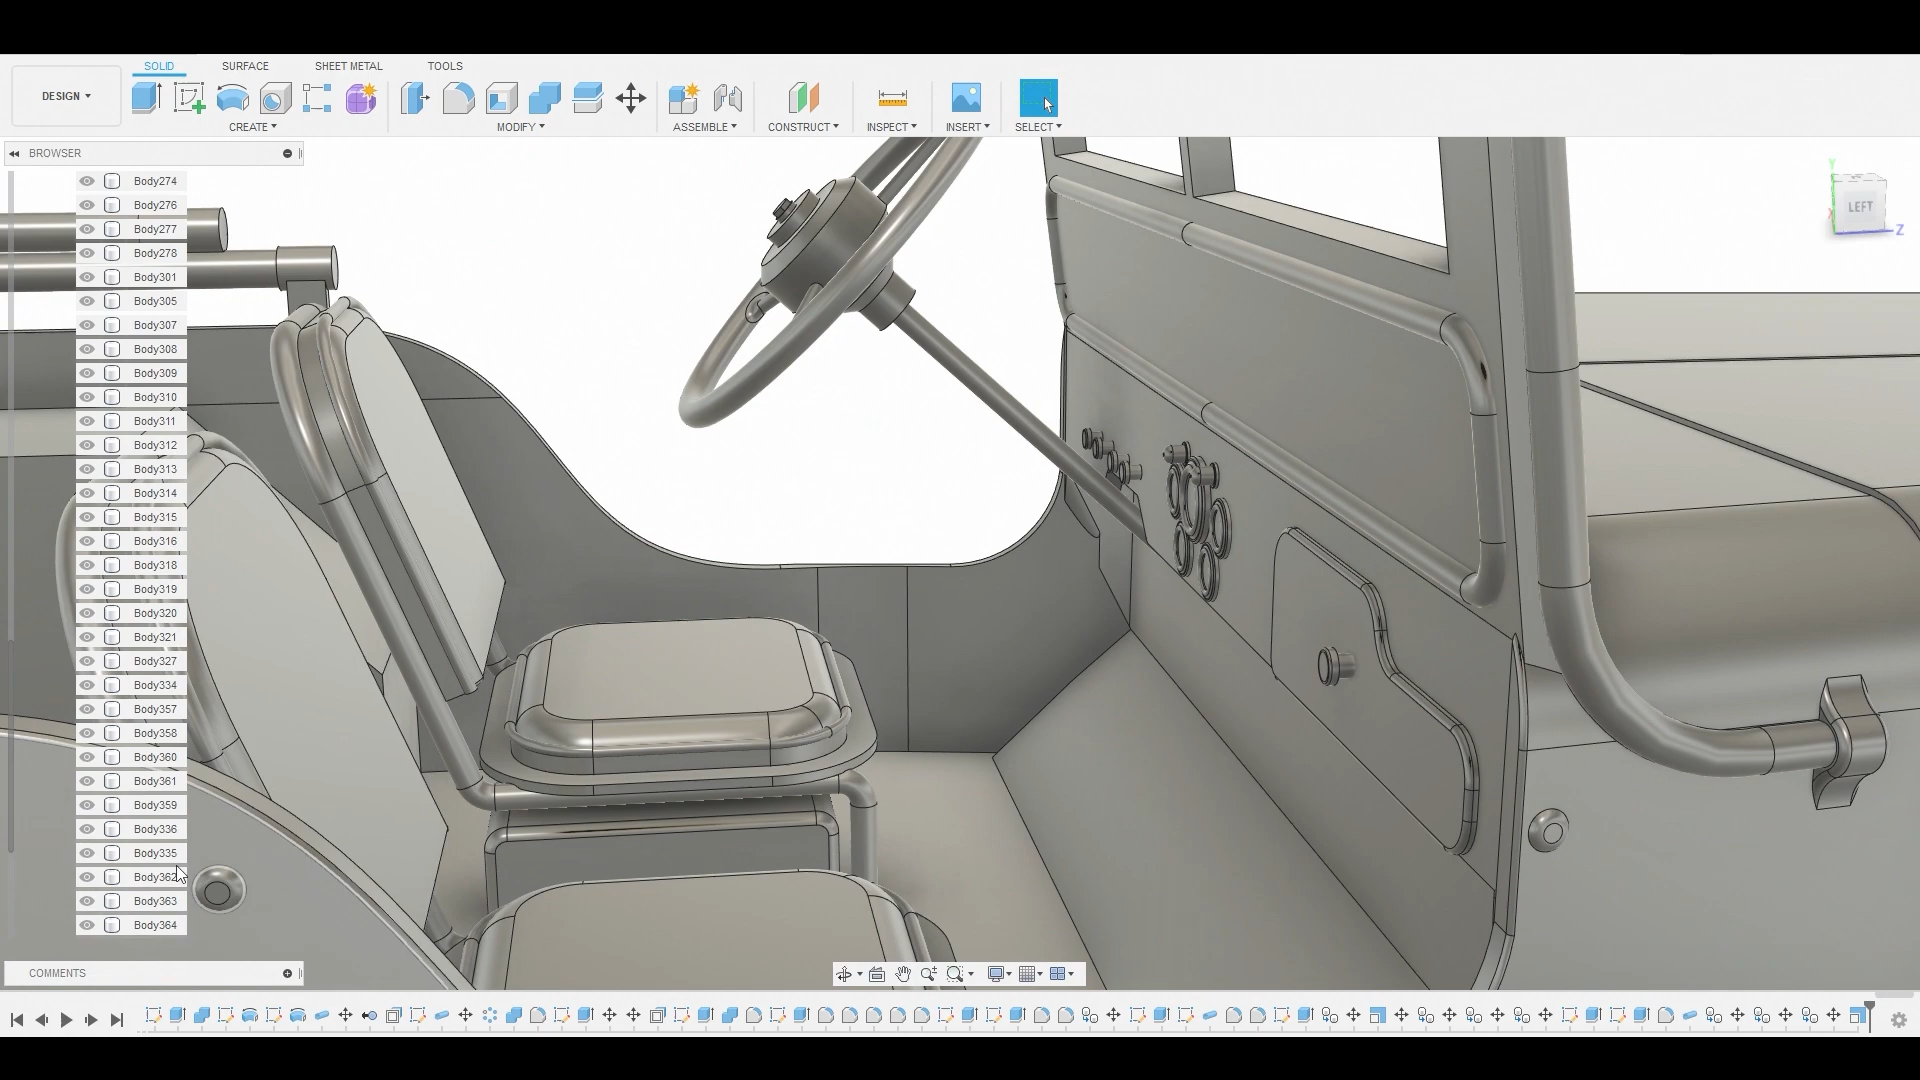 SOLID SURFACE SHEET METAL TOOLS
DESIGN
CREATE MODIFY ASSEMBLE CONSTRUCT INSPECT INSERT SELECT
BROWSER
Body274
Body276
Body277
Body278
Body301
Body305
Body307
Body308
Body309
Body310
Body311
Body312
Body313
Body314
Body315
Body316
Body318
Body319
Body320
Body321
Body327
Body334
Body357
Body358
Body360
Body361
Body359
Body336
Body335
Body362
Body363
Body364
COMMENTS
Y
LEFT
Z